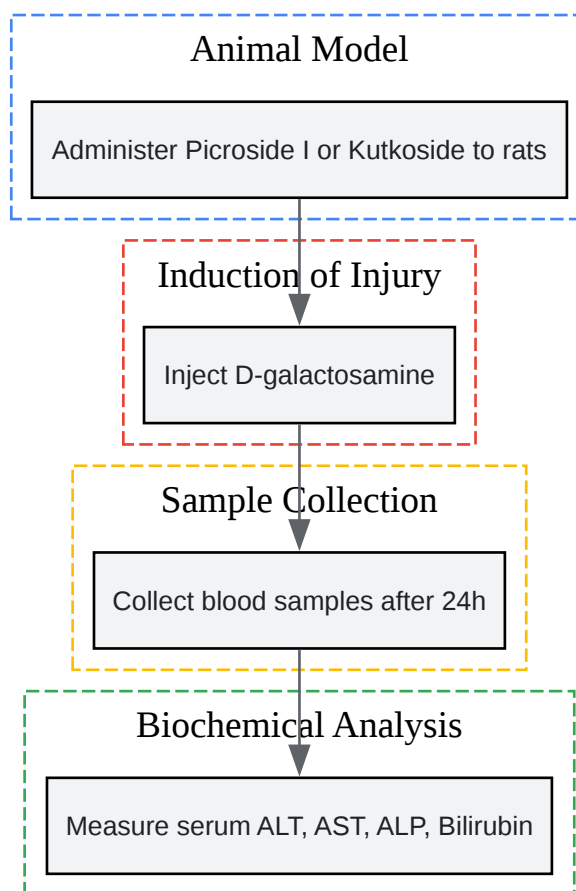 Animal Model
Administer Picroside I or Kutkoside to rats
Induction of Injury
Inject D-galactosamine
Sample Collection
Collect blood samples after 24h
Biochemical Analysis
Measure serum ALT, AST, ALP, Bilirubin